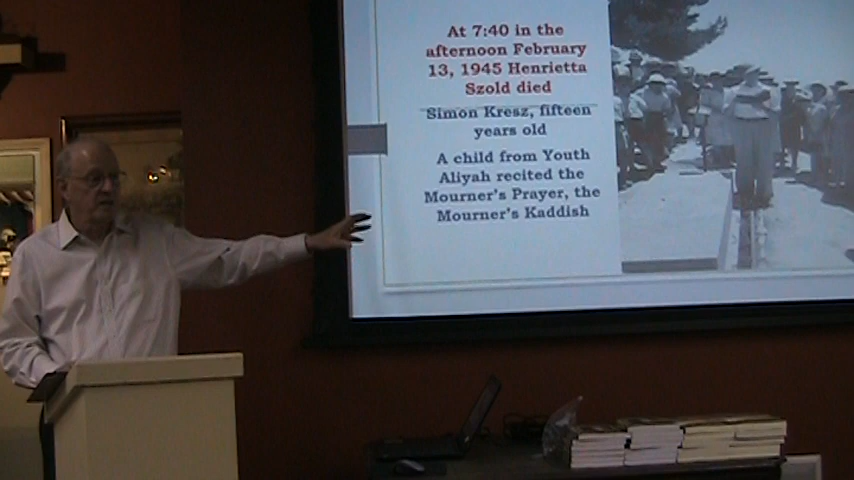 At 7:40 in the
afternoon February
13, 1945 Henrietta
Szold died
Simon Kresz, fifteen
years old
A child from Youth
Aliyah recited the
Mourner's Prayer, the
Mourner's Kaddish